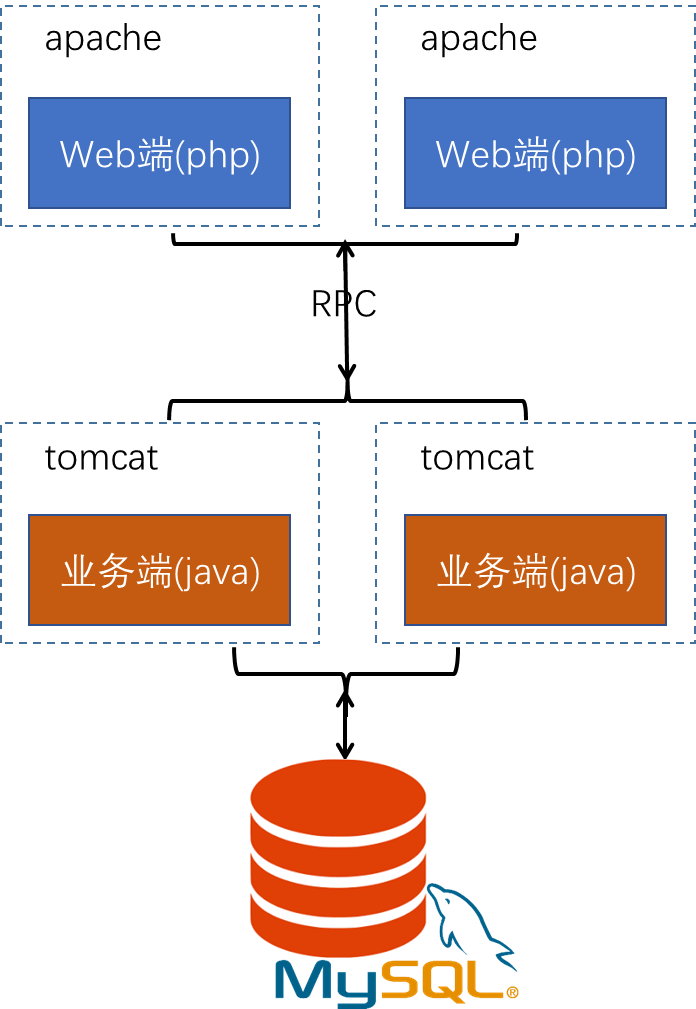 apache
apache
Web端(php)
Web端(php)
RPC
tomcat
tomcat
业务端(java)
业务端(java)
MySQL®